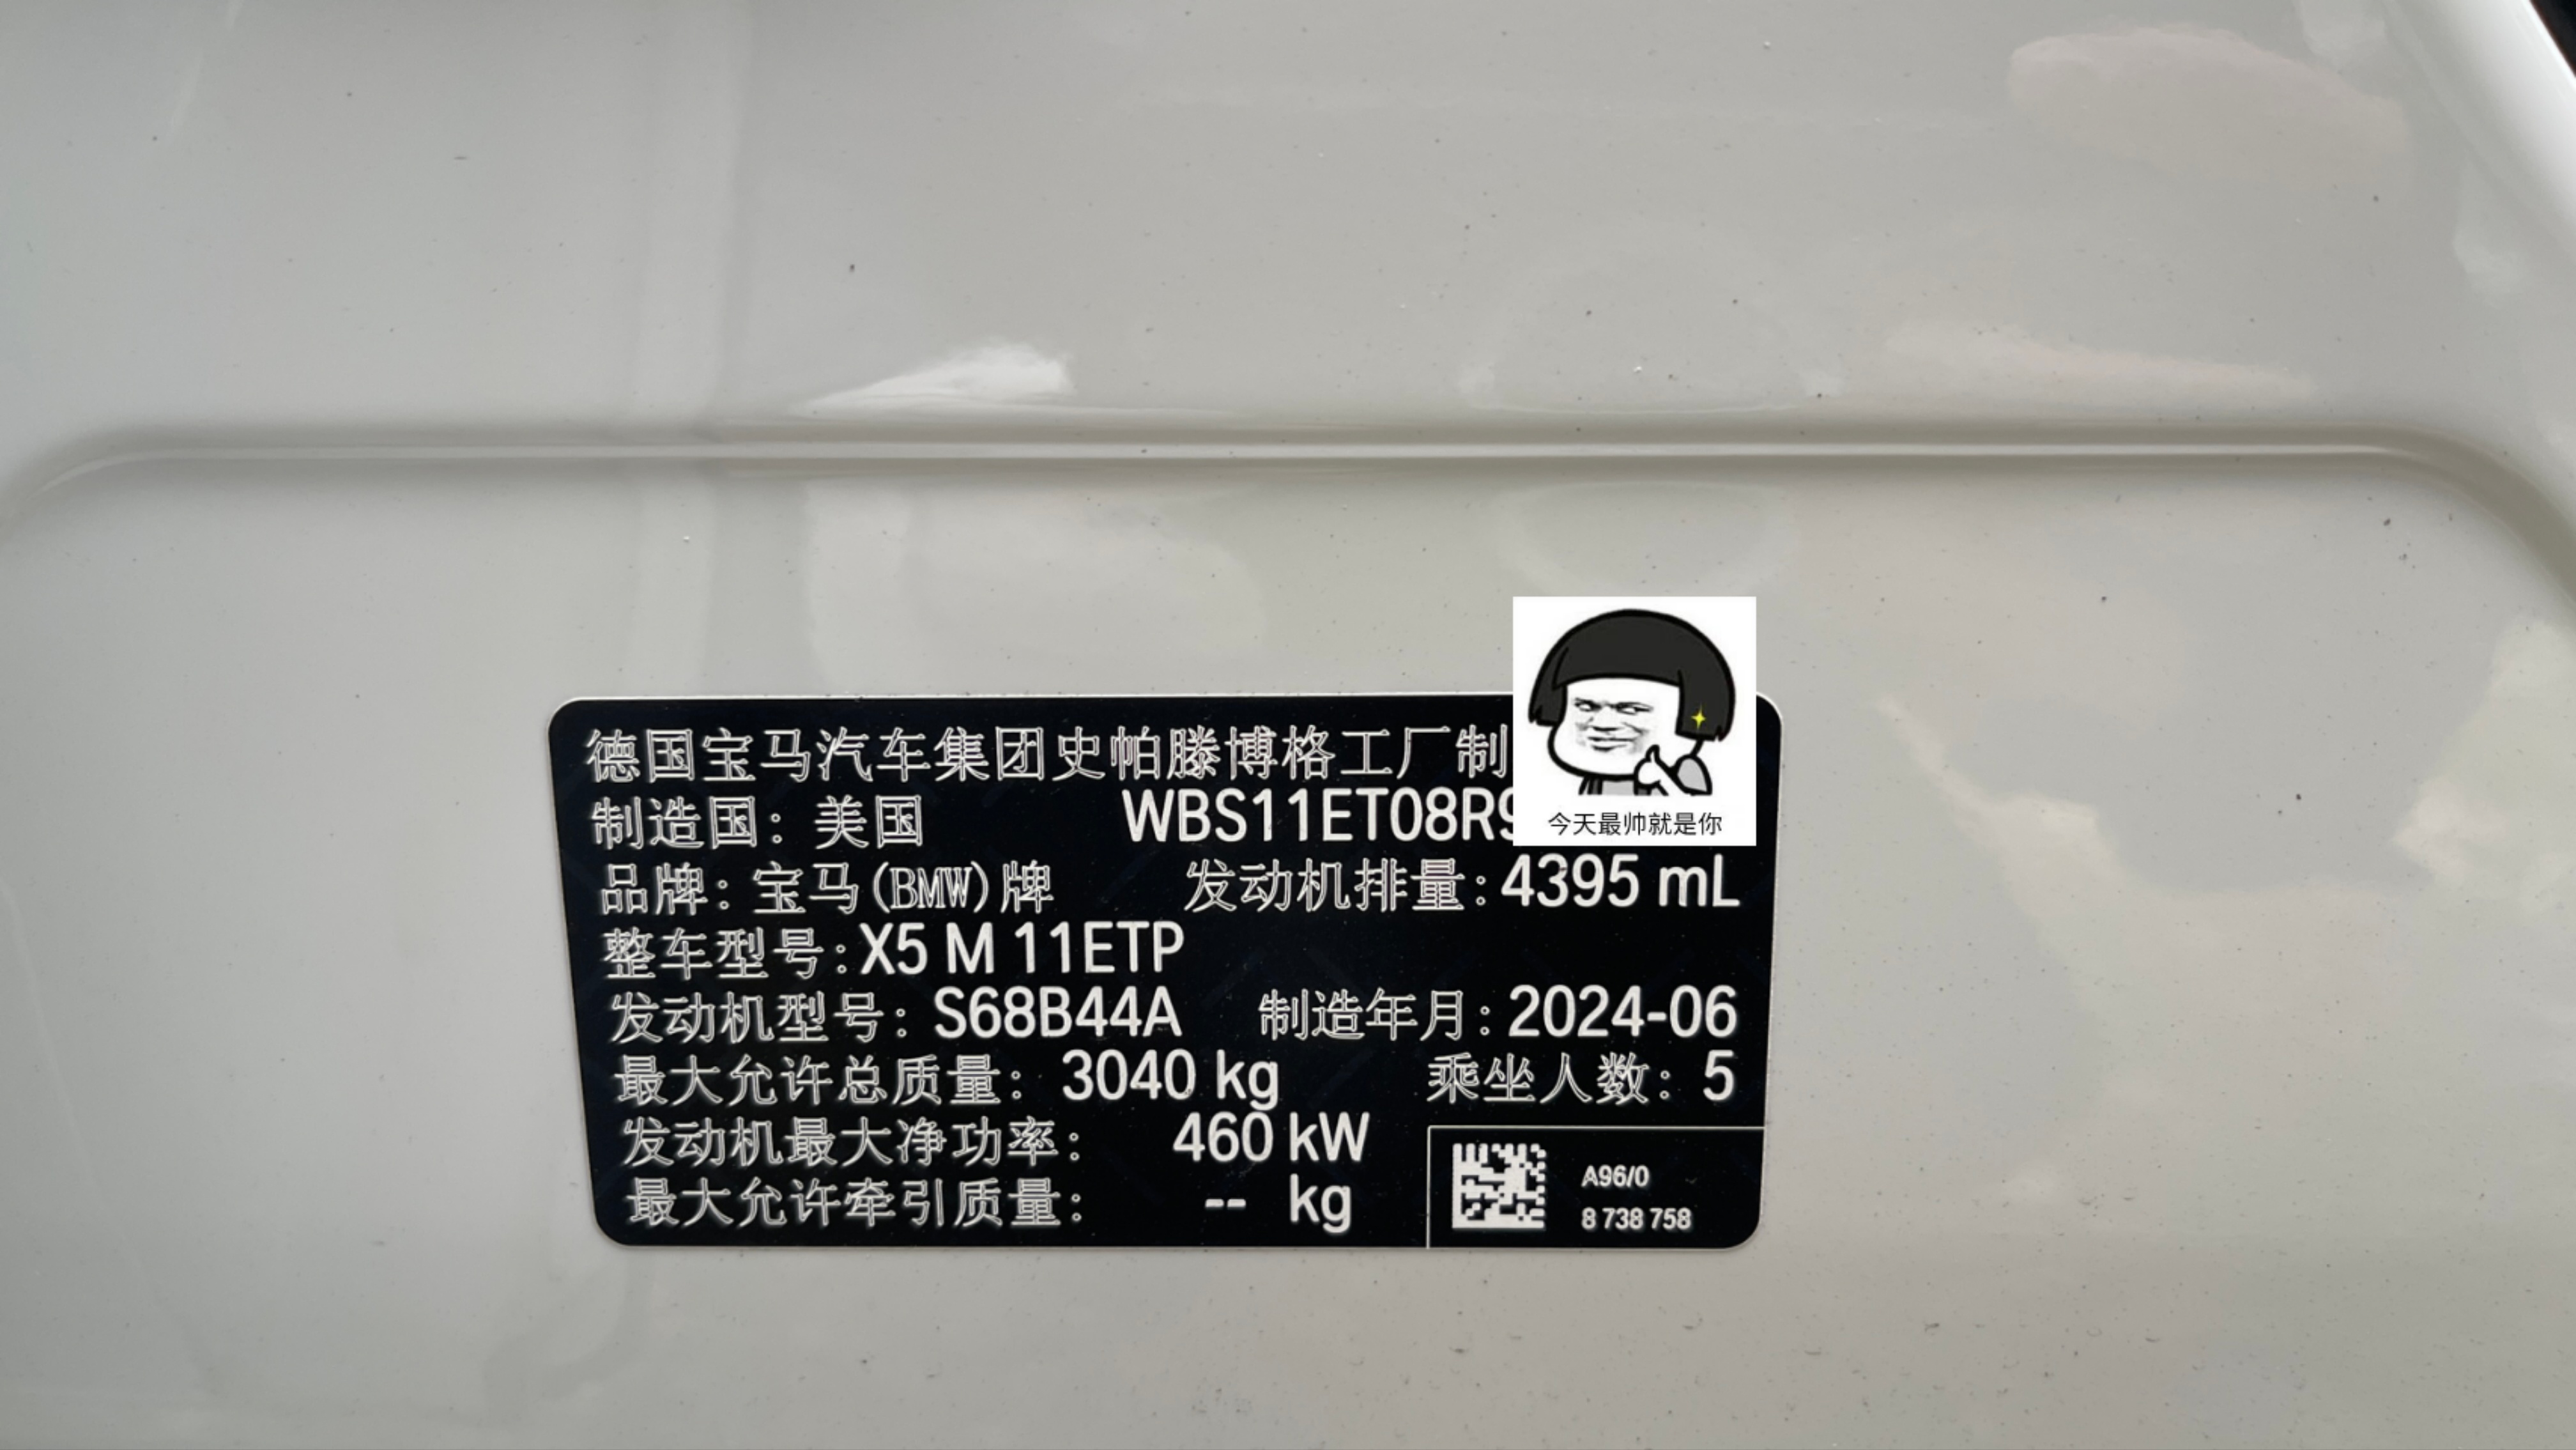 德国宝马汽车集团史帕滕博格工厂制
制造国：美国 WBS11ET08R9
品牌：宝马(BMW)牌 发动机排量：4395 mL
整车型号：X5 M 11ETP
发动机型号：S68B44A 制造年月：2024-06
最大允许总质量：3040 kg 乘坐人数：5
发动机最大净功率：460 kW
最大允许牵引质量：-- kg
A96/0
8 738 758
今天最帅就是你